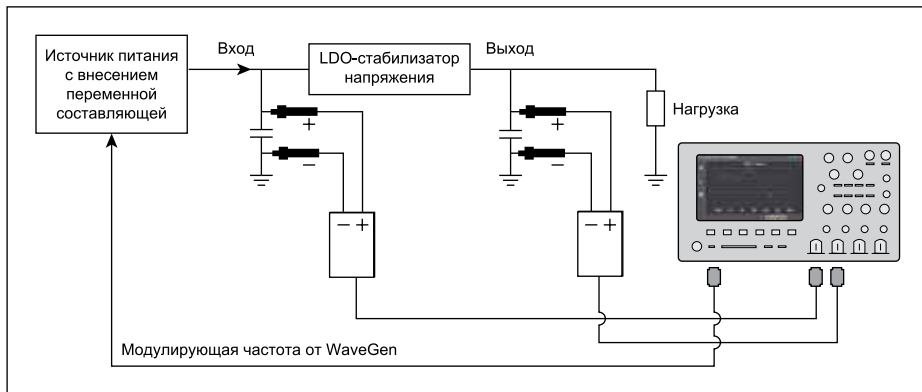 Источник питания
с внесением
переменной
составляющей
Вход
LDO-стабилизатор
напряжения
Выход
Нагрузка
+
–
+
–
– +
– +
Модулирующая частота от WaveGen